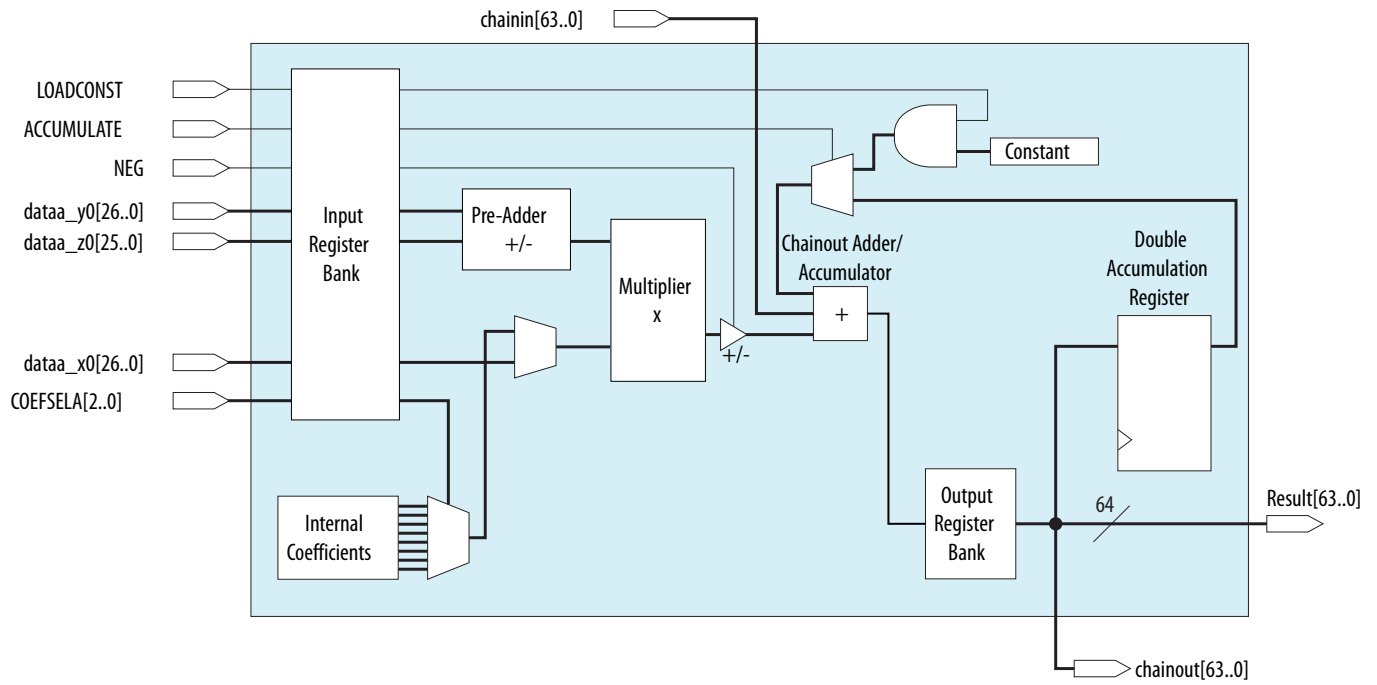 chainin[63..0]
LOADCONST
ACCUMULATE
NEG
dataa_y0[26..0]
dataa_z0[25..0]
dataa_x0[26..0]
COEFSELA[2..0]
Input
Register
Bank
Pre-Adder
+/-
Multiplier
x
+/-
Internal
Coefficients
Constant
Chainout Adder/
Accumulator
+
Double
Accumulation
Register
Output
Register
Bank
64
Result[63..0]
chainout[63..0]